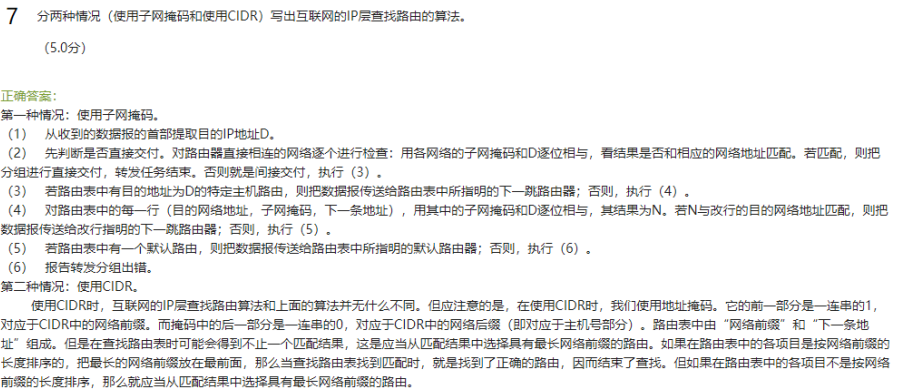 7 分两种情况（使用子网掩码和使用CIDR）写出互联网的IP层查找路由的算法。
（5.0分）
正确答案：
第一种情况：使用子网掩码。
（1） 从收到的数据报的首部提取目的IP地址D。
（2） 先判断是否直接交付。对路由器直接相连的网络逐个进行检查：用各网络的子网掩码和D逐位相与，看结果是否和相应的网络地址匹配。若匹配，则把
分组进行直接交付，转发任务结束。否则就是间接交付，执行（3）。
（3） 若路由表中有目的地址为D的特定主机路由，则把数据报传送给路由表中所指明的下一跳路由器；否则，执行（4）。
（4） 对路由表中的每一行（目的网络地址，子网掩码，下一条地址），用其中的子网掩码和D逐位相与，其结果为N。若N与改行的目的网络地址匹配，则把
数据报传送给改行指明的下一跳路由器；否则，执行（5）。
（5） 若路由表中有一个默认路由，则把数据报传送给路由表中所指明的默认路由器；否则，执行（6）。
（6） 报告转发分组出错。
第二种情况：使用CIDR。
使用CIDR时，互联网的IP层查找路由算法和上面的算法并无什么不同。但应注意的是，在使用CIDR时，我们使用地址掩码。它的前一部分是一连串的1，
对应于CIDR中的网络前缀。而掩码中的后一部分是一连串的0，对应于CIDR中的网络后缀（即对应于主机号部分）。路由表中由“网络前缀”和“下一条地
址”组成。但是在查找路由表时可能会得到不止一个匹配结果，这是应当从匹配结果中选择具有最长网络前缀的路由。如果在路由表中的各项目是按网络前缀的
长度排序的，把最长的网络前缀放在最前面，那么当查找路由表找到匹配时，就是找到了正确的路由，因而结束了查找。但如果在路由表中的各项目不是按网络
前缀的长度排序，那么就应当从匹配结果中选择具有最长网络前缀的路由。